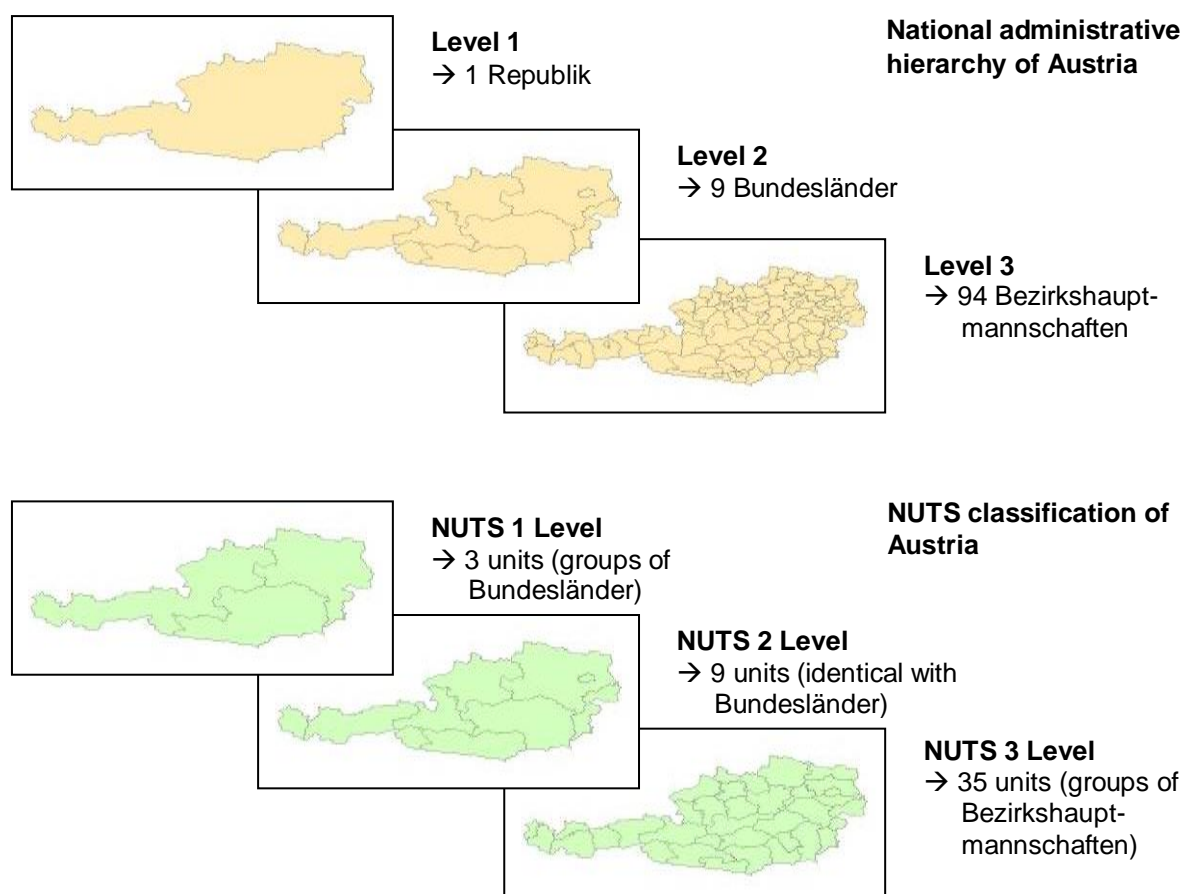 National administrative
hierarchy of Austria
Level 1
→ 1 Republik
Level 2
→ 9 Bundesländer
Level 3
→ 94 Bezirkshaupt-
mannschaften
NUTS classification of
Austria
NUTS 1 Level
→ 3 units (groups of
Bundesländer)
NUTS 2 Level
→ 9 units (identical with
Bundesländer)
NUTS 3 Level
→ 35 units (groups of
Bezirkshaupt-
mannschaften)